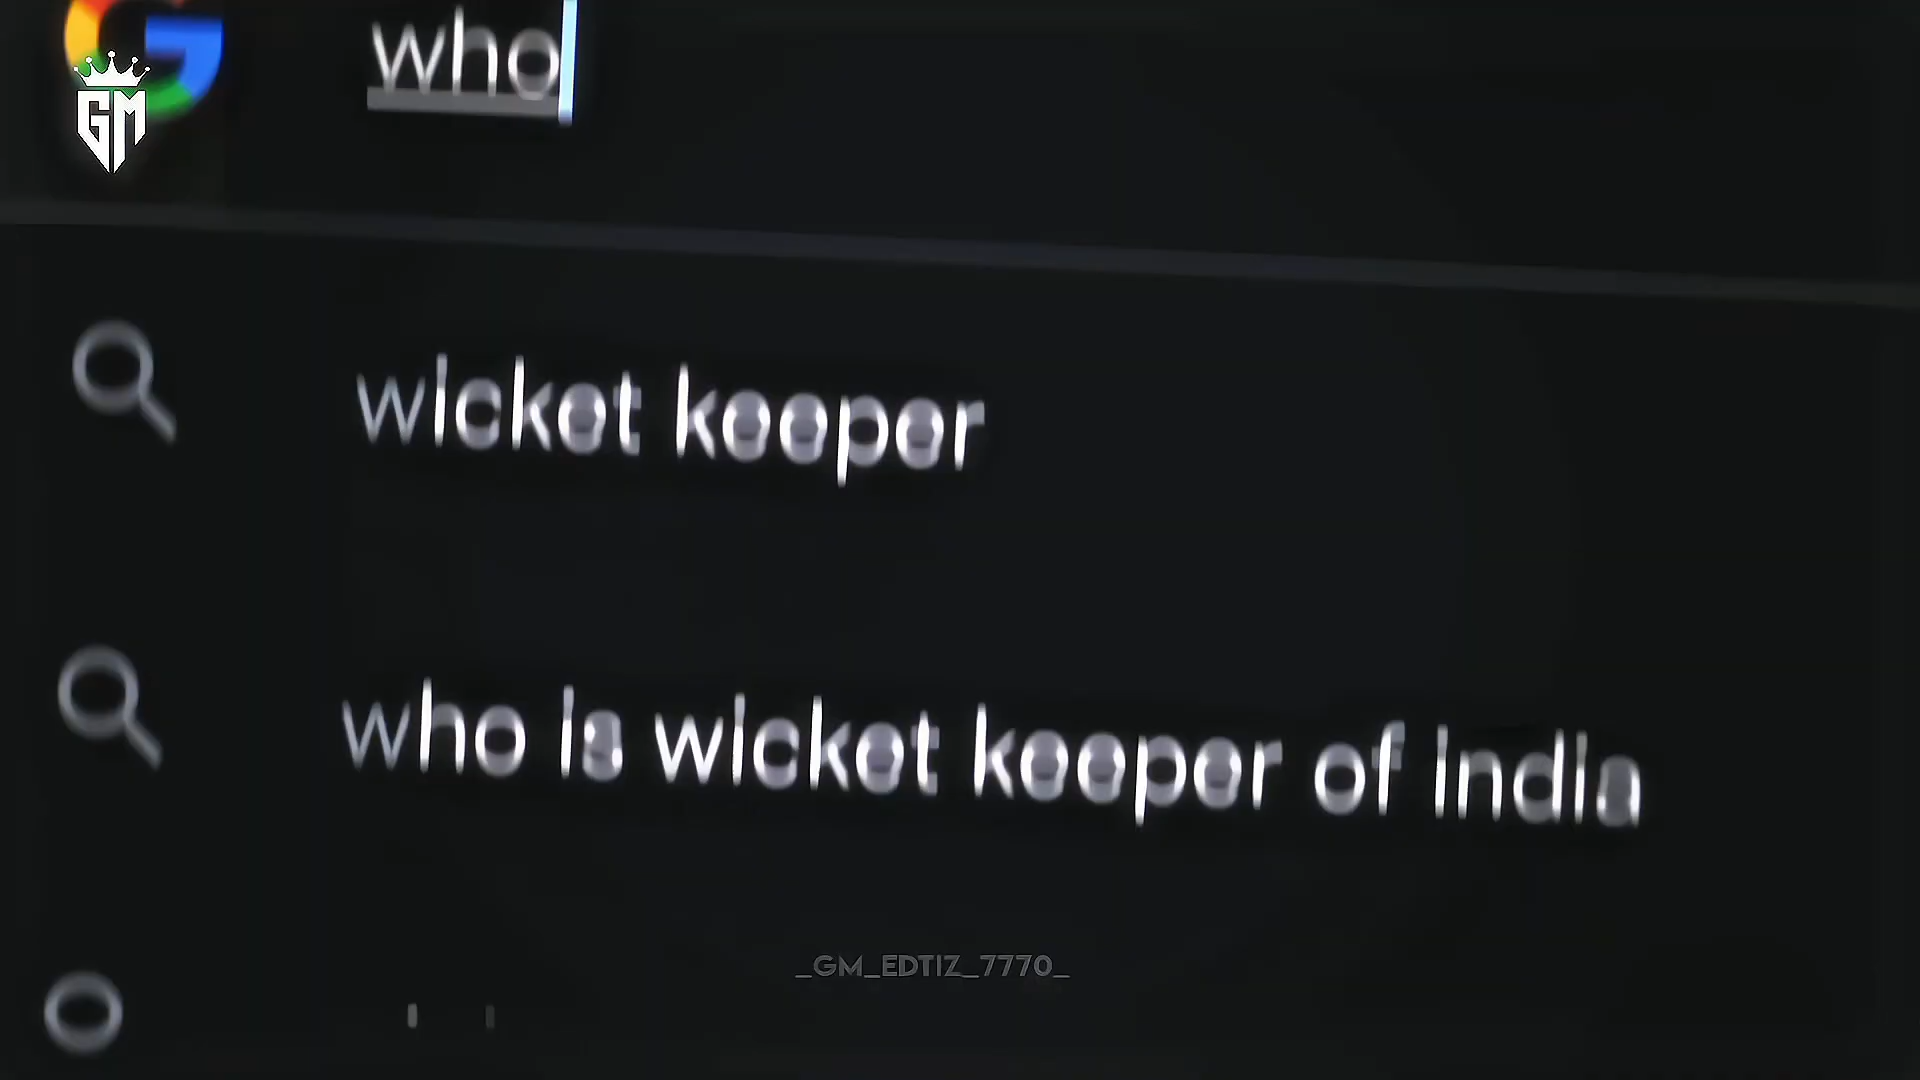 who
GM
wicket keeper
who is wicket keeper of india
_GM_EDTIZ_7770_